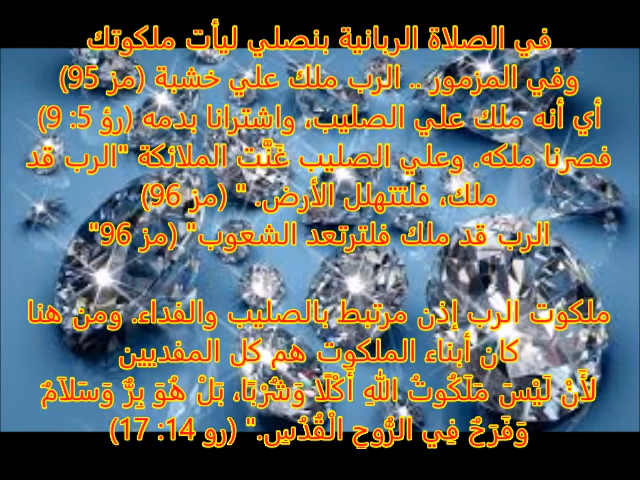 في الصلاة الربانية بنصلي ليأت ملكوتك
وفي المزمور .. الرب ملك علي خشبة (مز 95)
أي أنه ملك علي الصليب، واشترانا بدمه (رؤ 5: 9)
فصرنا ملكه. وعلي الصليب غَنَّت الملائكة "الرب قد
ملك، فلتتهلل الأرض. " (مز 96)
الرب قد ملك فلترتعد الشعوب" (مز 96"
ملكوت الرب إذن مرتبط بالصليب والفداء. ومن هنا
كان أبناء الملكوت هم كل المفديين
لأَنْ لَيْسَ مَلَكُوتُ اللهِ أَكْلًا وَشُرْبًا، بَلْ هُوَ بِرٌّ وَسَلاَمٌ
وَفَرَحٌ فِي الرُّوحِ الْقُدُسِ." (رو 14: 17)